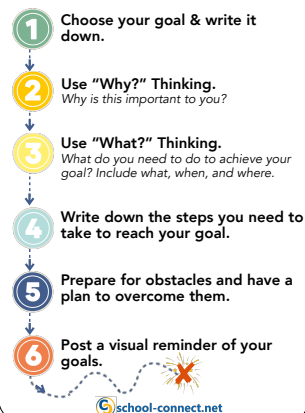 1
Choose your goal & write it
down.
2
Use “Why?” Thinking.
Why is this important to you?
3
Use “What?” Thinking.
What do you need to do to achieve your
goal? Include what, when, and where.
4
Write down the steps you need to
take to reach your goal.
5
Prepare for obstacles and have a
plan to overcome them.
6
Post a visual reminder of your
goals.
school-connect.net